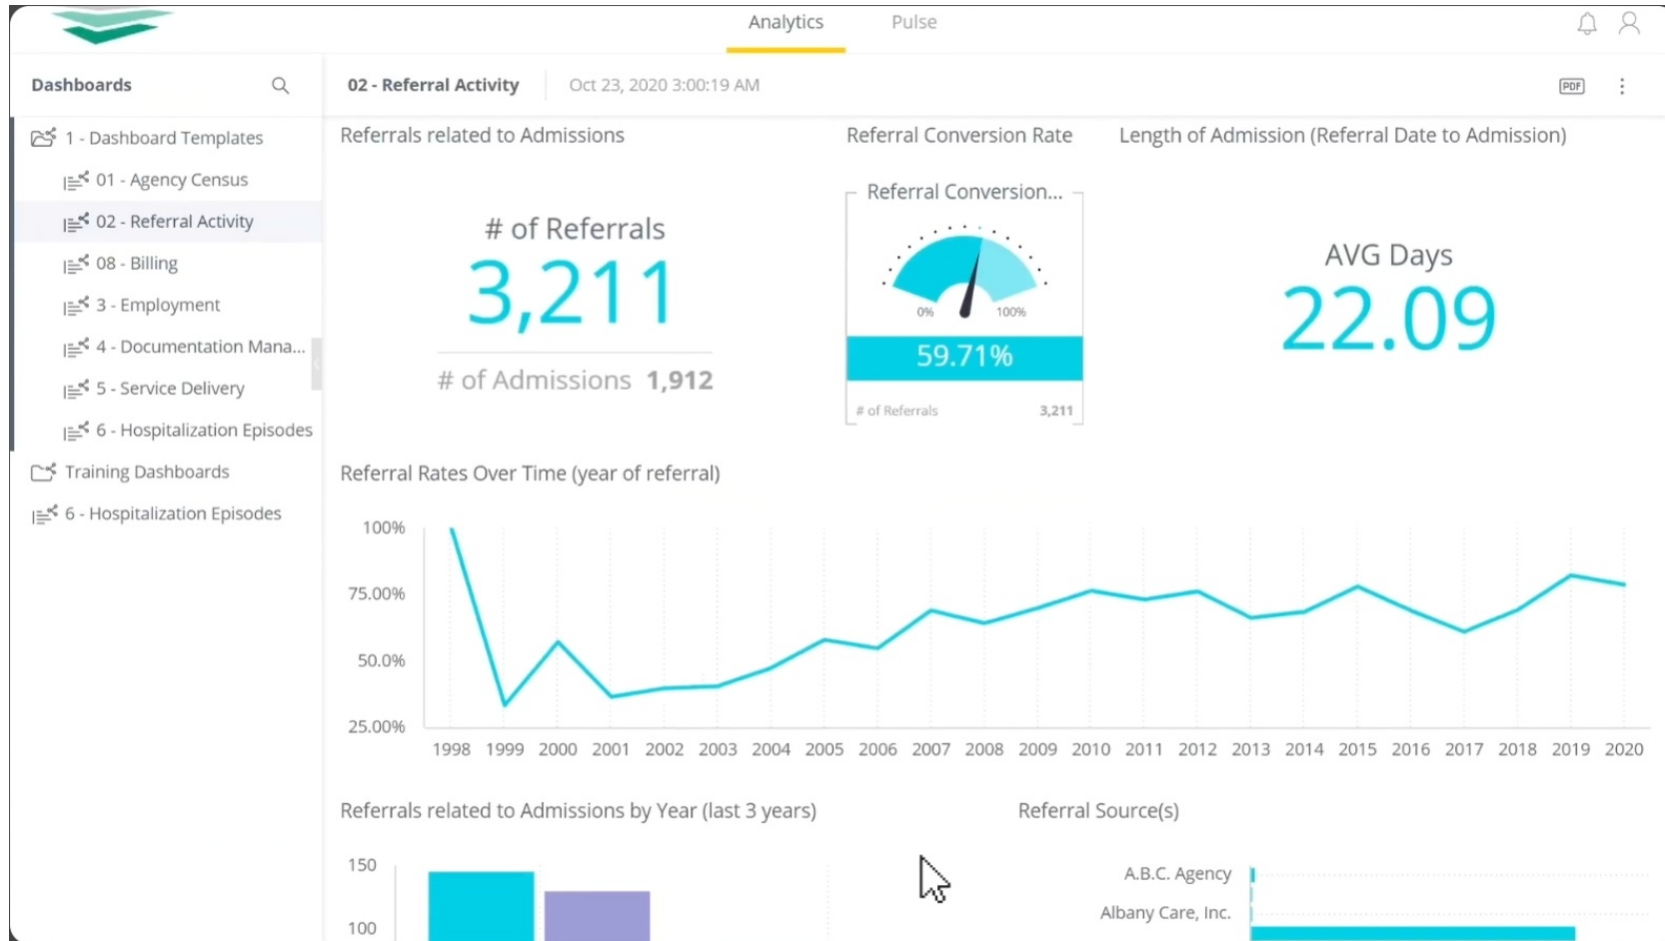 Analytics
Pulse
Dashboards
02 - Referral Activity
Oct 23, 2020 3:00:19 AM
PDF
1 - Dashboard Templates
01 - Agency Census
02 - Referral Activity
08 - Billing
3 - Employment
4 - Documentation Mana...
5 - Service Delivery
6 - Hospitalization Episodes
Training Dashboards
6 - Hospitalization Episodes
Referrals related to Admissions
# of Referrals
3,211
# of Admissions 1,912
Referral Conversion Rate
Referral Conversion...
0% 100%
59.71%
# of Referrals 3,211
Length of Admission (Referral Date to Admission)
AVG Days
22.09
Referral Rates Over Time (year of referral)
100%
75.00%
50.0%
25.00%
1998 1999 2000 2001 2002 2003 2004 2005 2006 2007 2008 2009 2010 2011 2012 2013 2014 2015 2016 2017 2018 2019 2020
Referrals related to Admissions by Year (last 3 years)
150
100
Referral Source(s)
A.B.C. Agency
Albany Care, Inc.